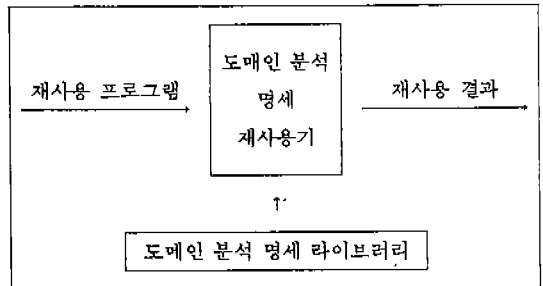 도매인 분석
재사용 프로그램
명세
재사용 결과
재사용기
도메인 분석 명세 라이브러리